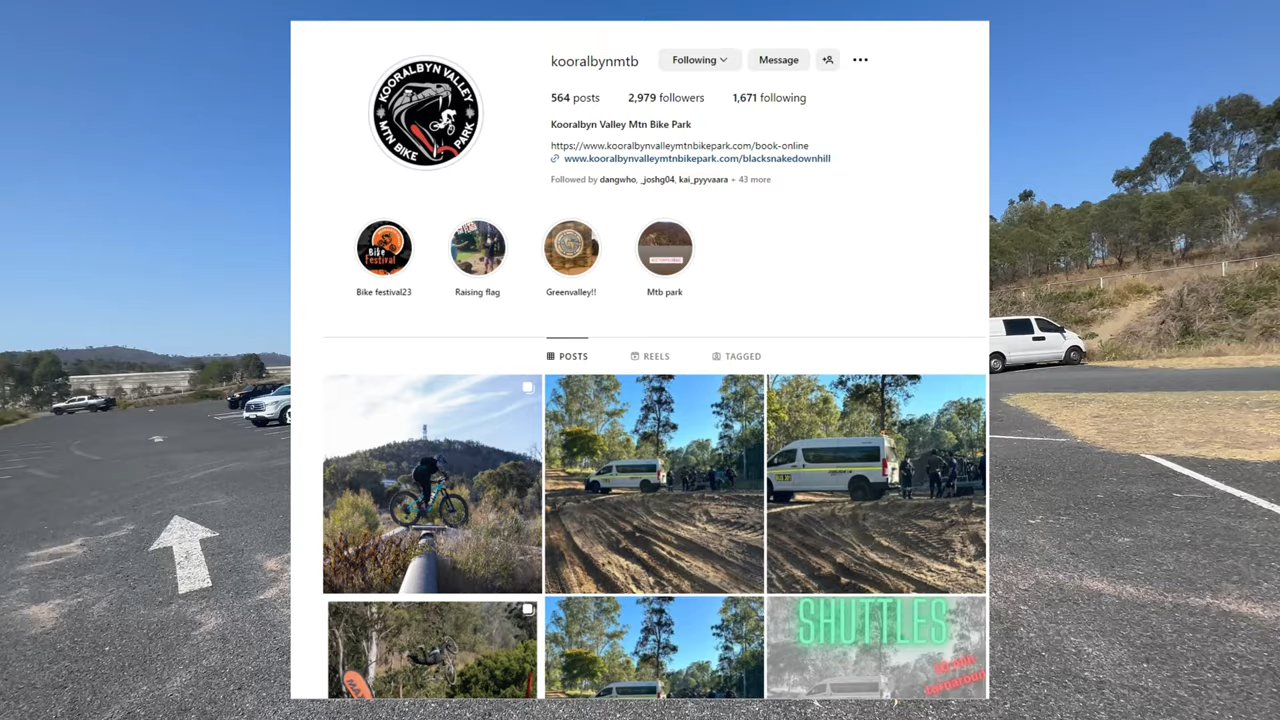 kooralbynmtb Following Message
564 posts 2,979 followers 1,671 following
Kooralbyn Valley Mtn Bike Park
https://www.kooralbynvalleymtnbikepark.com/book-online
www.kooralbynvalleymtnbikepark.com/blacksnakedownhill
Followed by dangwho, _joshg04, kai_pyyvaara + 43 more
KOORALBYN VALLEY
MTN BIKE PARK
Bike
Festival
Bike festival23 Raising flag Greenvalley!! Mtb park
POSTS REELS TAGGED
SHUTTLES